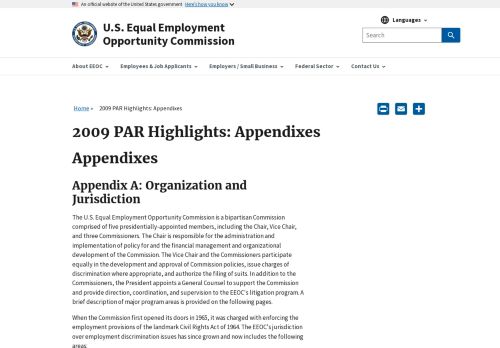 An official website of the United States government Here's how you know
U.S. Equal Employment
Opportunity Commission
Languages
Search
About EEOC
Employees & Job Applicants
Employers / Small Business
Federal Sector
Contact Us
Home » 2009 PAR Highlights: Appendixes
2009 PAR Highlights: Appendixes
Appendixes
Appendix A: Organization and
Jurisdiction
The U.S. Equal Employment Opportunity Commission is a bipartisan Commission
comprised of five presidentially-appointed members, including the Chair, Vice Chair,
and three Commissioners. The Chair is responsible for the administration and
implementation of policy for and the financial management and organizational
development of the Commission. The Vice Chair and the Commissioners participate
equally in the development and approval of Commission policies, issue charges of
discrimination where appropriate, and authorize the filing of suits. In addition to the
Commissioners, the President appoints a General Counsel to support the Commission
and provide direction, coordination, and supervision to the EEOC's litigation program. A
brief description of major program areas is provided on the following pages.
When the Commission first opened its doors in 1965, it was charged with enforcing the
employment provisions of the landmark Civil Rights Act of 1964. The EEOC's jurisdiction
over employment discrimination issues has since grown and now includes the following
areas: